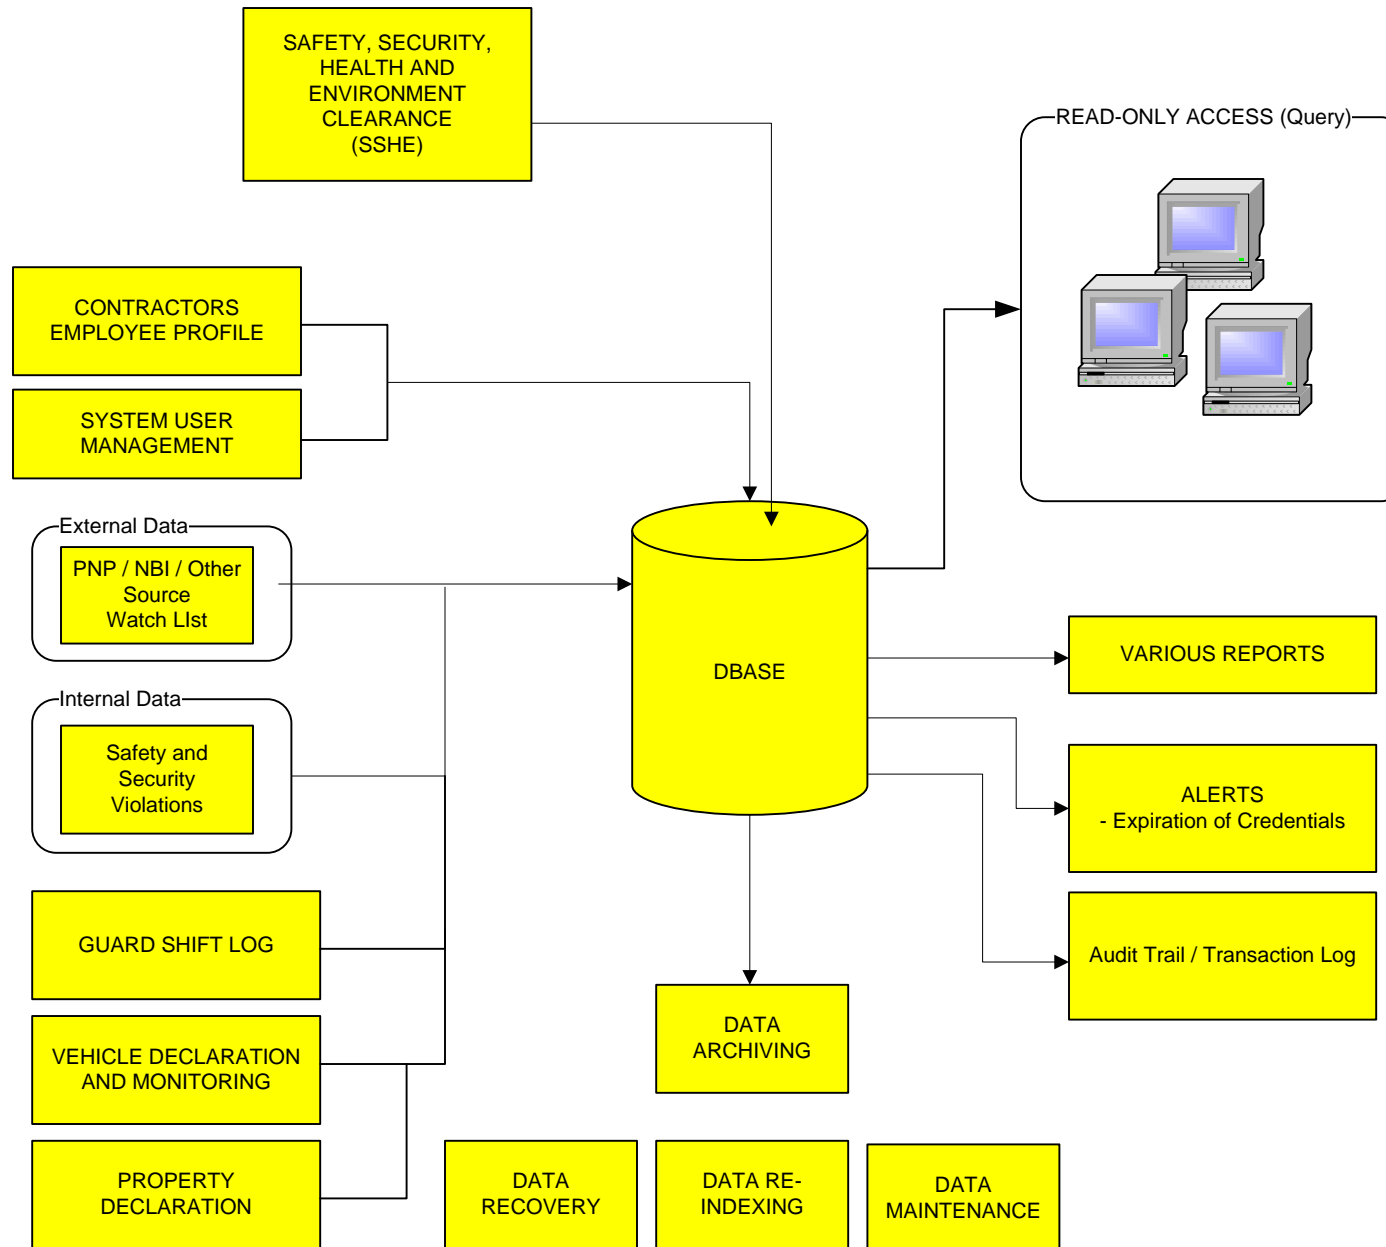 SAFETY, SECURITY,
HEALTH AND
ENVIRONMENT
CLEARANCE
(SSHE)
READ-ONLY ACCESS (Query)
CONTRACTORS
EMPLOYEE PROFILE
SYSTEM USER
MANAGEMENT
External Data
PNP / NBI / Other
Source
Watch LIst
Internal Data
Safety and
Security
Violations
DBASE
VARIOUS REPORTS
ALERTS
- Expiration of Credentials
Audit Trail / Transaction Log
GUARD SHIFT LOG
VEHICLE DECLARATION
AND MONITORING
PROPERTY
DECLARATION
DATA
ARCHIVING
DATA
RECOVERY
DATA RE-
INDEXING
DATA
MAINTENANCE